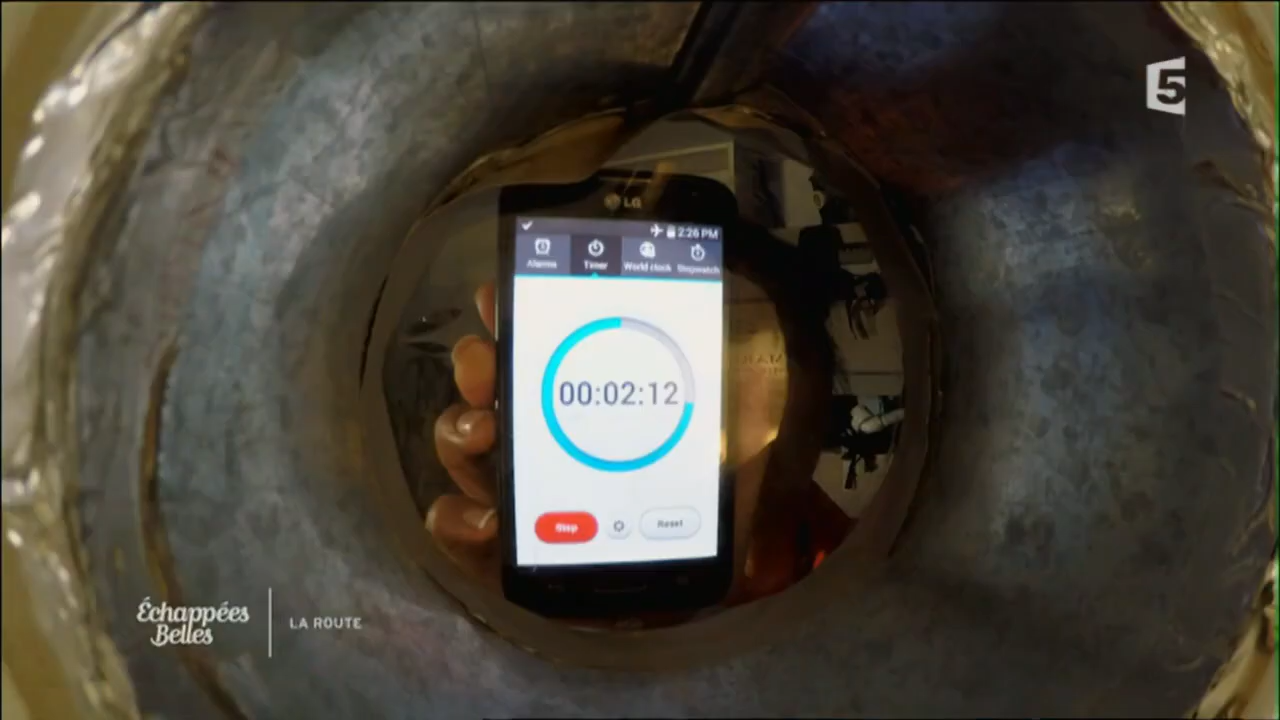 5
LG
2:26 PM
Alarms Timer World clock Stopwatch
00:02:12
Stop Reset
Échappées
Belles
LA ROUTE